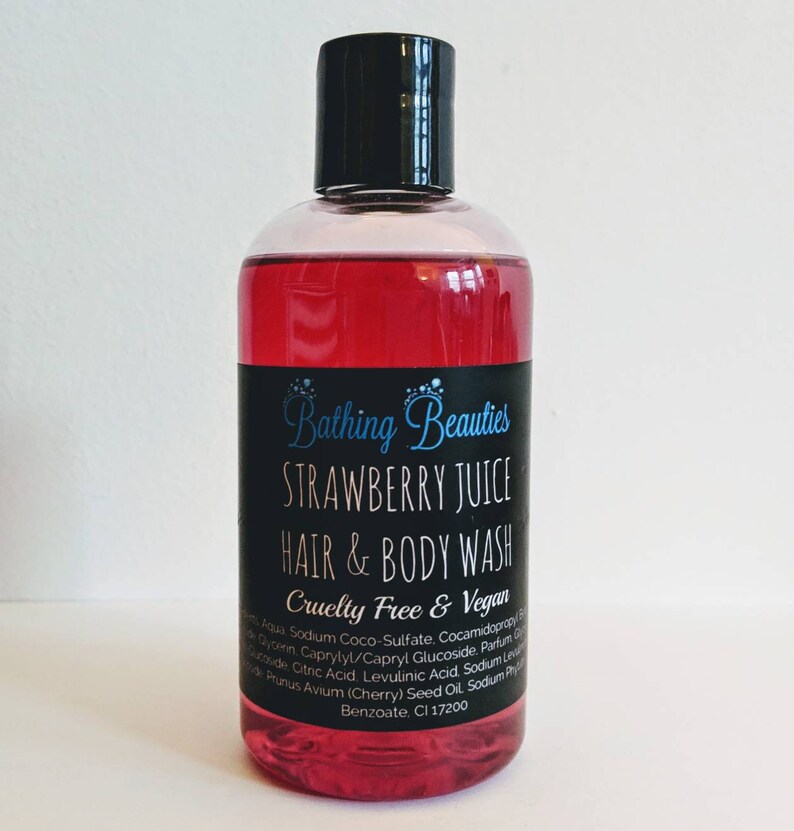 Bathing Beauties
STRAWBERRY JUICE
HAIR & BODY WASH
Cruelty Free & Vegan
Aqua, Sodium Coco-Sulfate, Cocamidopropyl
Glycerin, Caprylyl/Capryl Glucoside, Parfum,
Glucoside, Citric Acid, Levulinic Acid, Sodium
Prunus Avium (Cherry) Seed Oil, Sodium
Benzoate, CI 17200